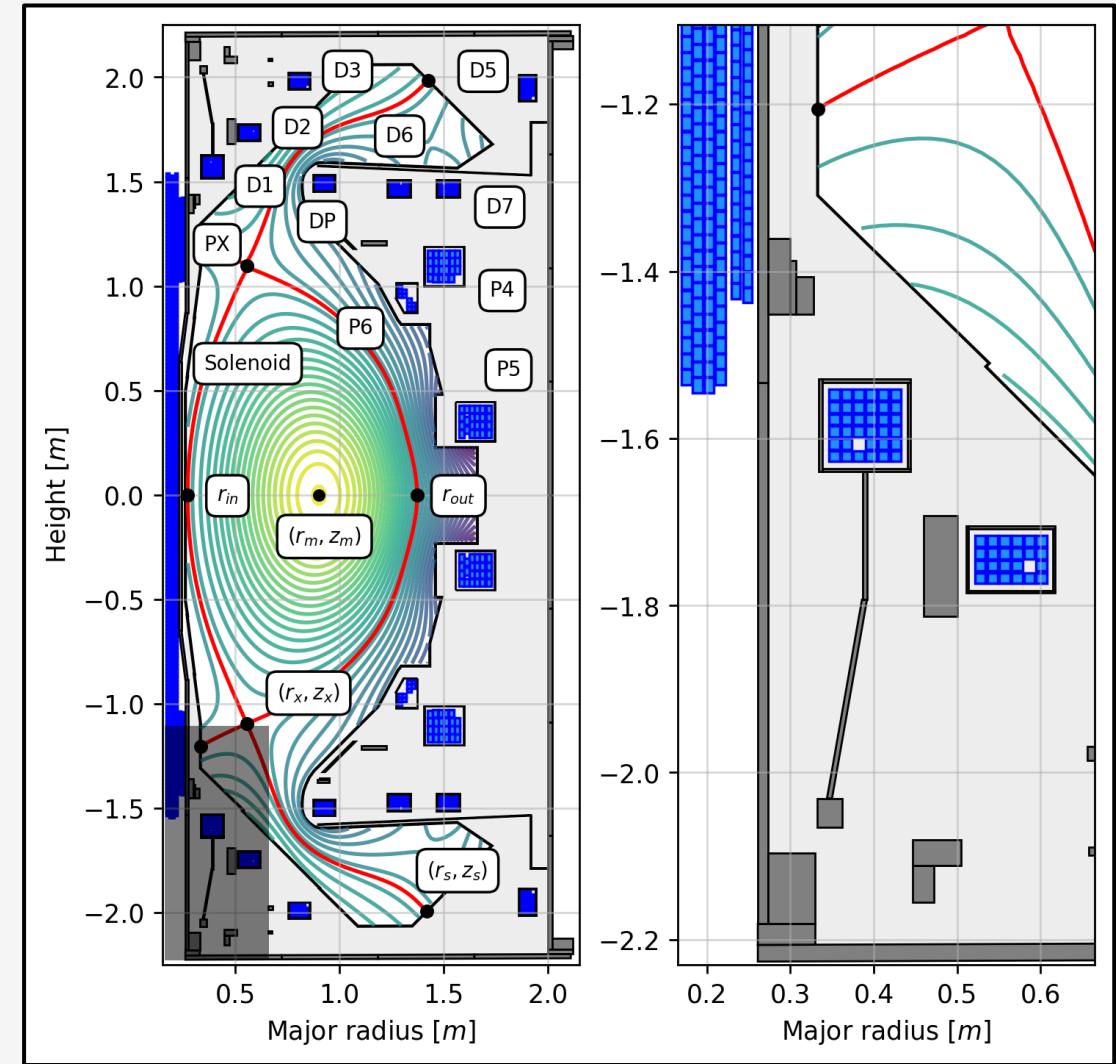 2.0
1.5
1.0
0.5
0.0
−0.5
−1.0
−1.5
−2.0
Height [m]
D3
D5
D2
D6
D1
D7
DP
PX
P4
P6
Solenoid
P5
r_in
r_out
(r_m, z_m)
(r_x, z_x)
(r_s, z_s)
0.5 1.0 1.5 2.0
Major radius [m]
−1.2
−1.4
−1.6
−1.8
−2.0
−2.2
0.2 0.3 0.4 0.5 0.6
Major radius [m]